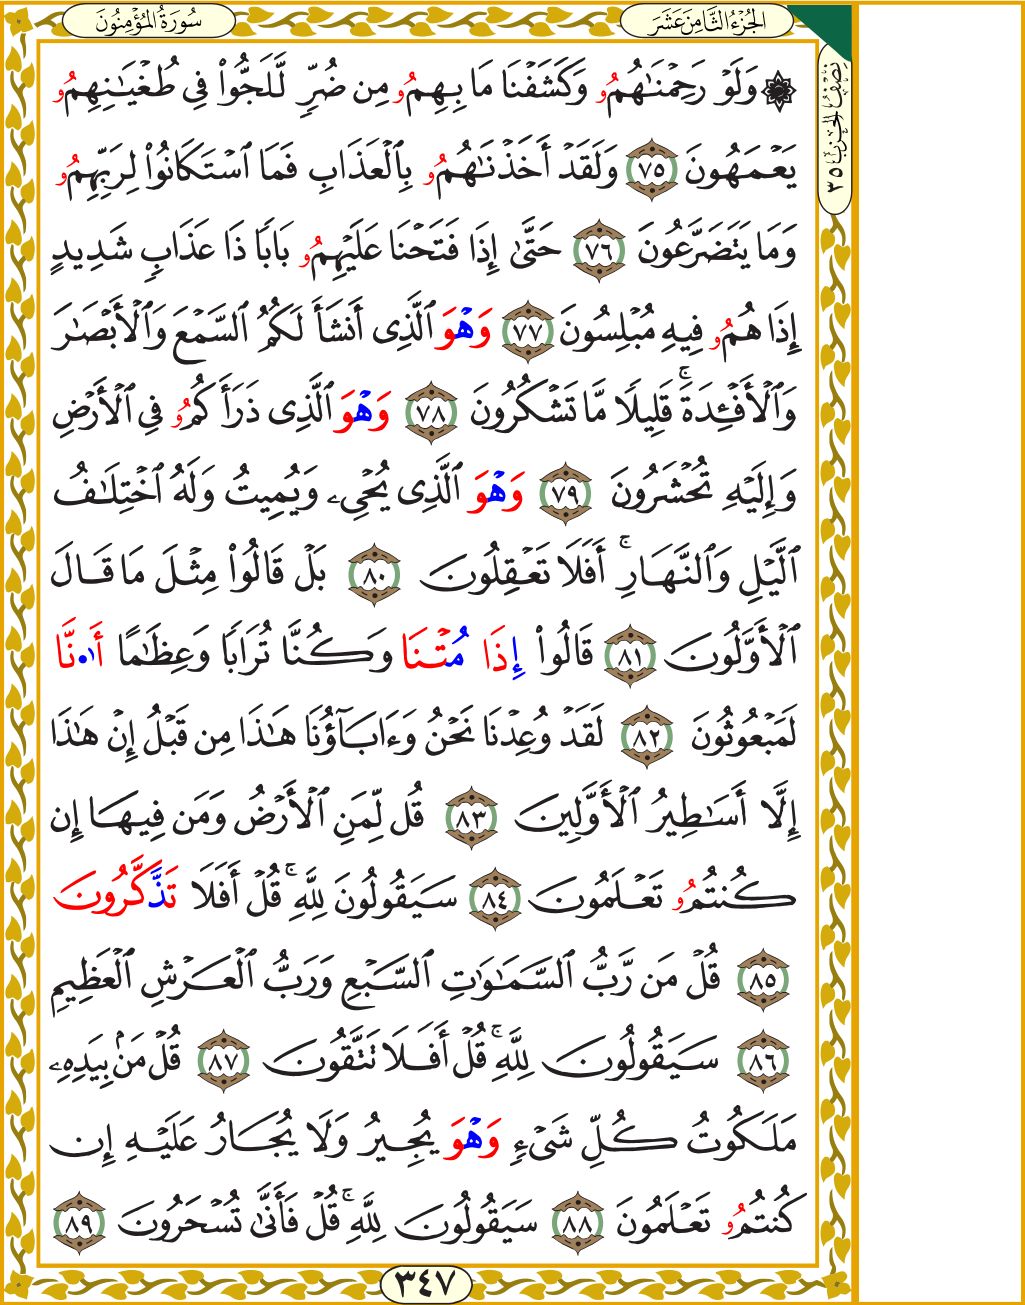 سُورَةُ المُؤْمِنُونَ
الجُزْءُ الثَّامِنَ عَشَرَ
نِصْفُ الحِزْب ٣٥
۞ وَلَوْ رَحِمْنَٰهُمُۥ وَكَشَفْنَا مَا بِهِمُۥ مِن ضُرٍّ لَّلَجُّوا۟ فِي طُغْيَٰنِهِمُۥ
يَعْمَهُونَ ٧٥ وَلَقَدْ أَخَذْنَٰهُمُۥ بِٱلْعَذَابِ فَمَا ٱسْتَكَانُوا۟ لِرَبِّهِمُۥ
وَمَا يَتَضَرَّعُونَ ٧٦ حَتَّىٰ إِذَا فَتَحْنَا عَلَيْهِمُۥ بَابًا ذَا عَذَابٍ شَدِيدٍ
إِذَا هُمُۥ فِيهِ مُبْلِسُونَ ٧٧ وَهْوَ ٱلَّذِى أَنشَأَ لَكُمُ ٱلسَّمْعَ وَٱلْأَبْصَٰرَ
وَٱلْأَفْـِٔدَةَ ۚ قَلِيلًا مَّا تَشْكُرُونَ ٧٨ وَهْوَ ٱلَّذِى ذَرَأَكُمُۥ فِي ٱلْأَرْضِ
وَإِلَيْهِ تُحْشَرُونَ ٧٩ وَهْوَ ٱلَّذِى يُحْىِۦ وَيُمِيتُ وَلَهُ ٱخْتِلَٰفُ
ٱلَّيْلِ وَٱلنَّهَارِ ۚ أَفَلَا تَعْقِلُونَ ٨٠ بَلْ قَالُوا۟ مِثْلَ مَا قَالَ
ٱلْأَوَّلُونَ ٨١ قَالُوا۟ إِذَا مُتْنَا وَكُنَّا تُرَابًا وَعِظَٰمًا أَا۬نَّا
لَمَبْعُوثُونَ ٨٢ لَقَدْ وُعِدْنَا نَحْنُ وَءَابَآؤُنَا هَٰذَا مِن قَبْلُ إِنْ هَٰذَا
إِلَّا أَسَٰطِيرُ ٱلْأَوَّلِينَ ٨٣ قُل لِّمَنِ ٱلْأَرْضُ وَمَن فِيهَا إِن
كُنتُمُۥ تَعْلَمُونَ ٨٤ سَيَقُولُونَ لِلَّهِ ۚ قُلْ أَفَلَا تَذَّكَّرُونَ
٨٥ قُلْ مَن رَّبُّ ٱلسَّمَٰوَٰتِ ٱلسَّبْعِ وَرَبُّ ٱلْعَرْشِ ٱلْعَظِيمِ
٨٦ سَيَقُولُونَ لِلَّهِ ۚ قُلْ أَفَلَا تَتَّقُونَ ٨٧ قُلْ مَنۢ بِيَدِهِۦ
مَلَكُوتُ كُلِّ شَىْءٍ وَهْوَ يُجِيرُ وَلَا يُجَارُ عَلَيْهِ إِن
كُنتُمُۥ تَعْلَمُونَ ٨٨ سَيَقُولُونَ لِلَّهِ ۚ قُلْ فَأَنَّىٰ تُسْحَرُونَ ٨٩
٣٤٧